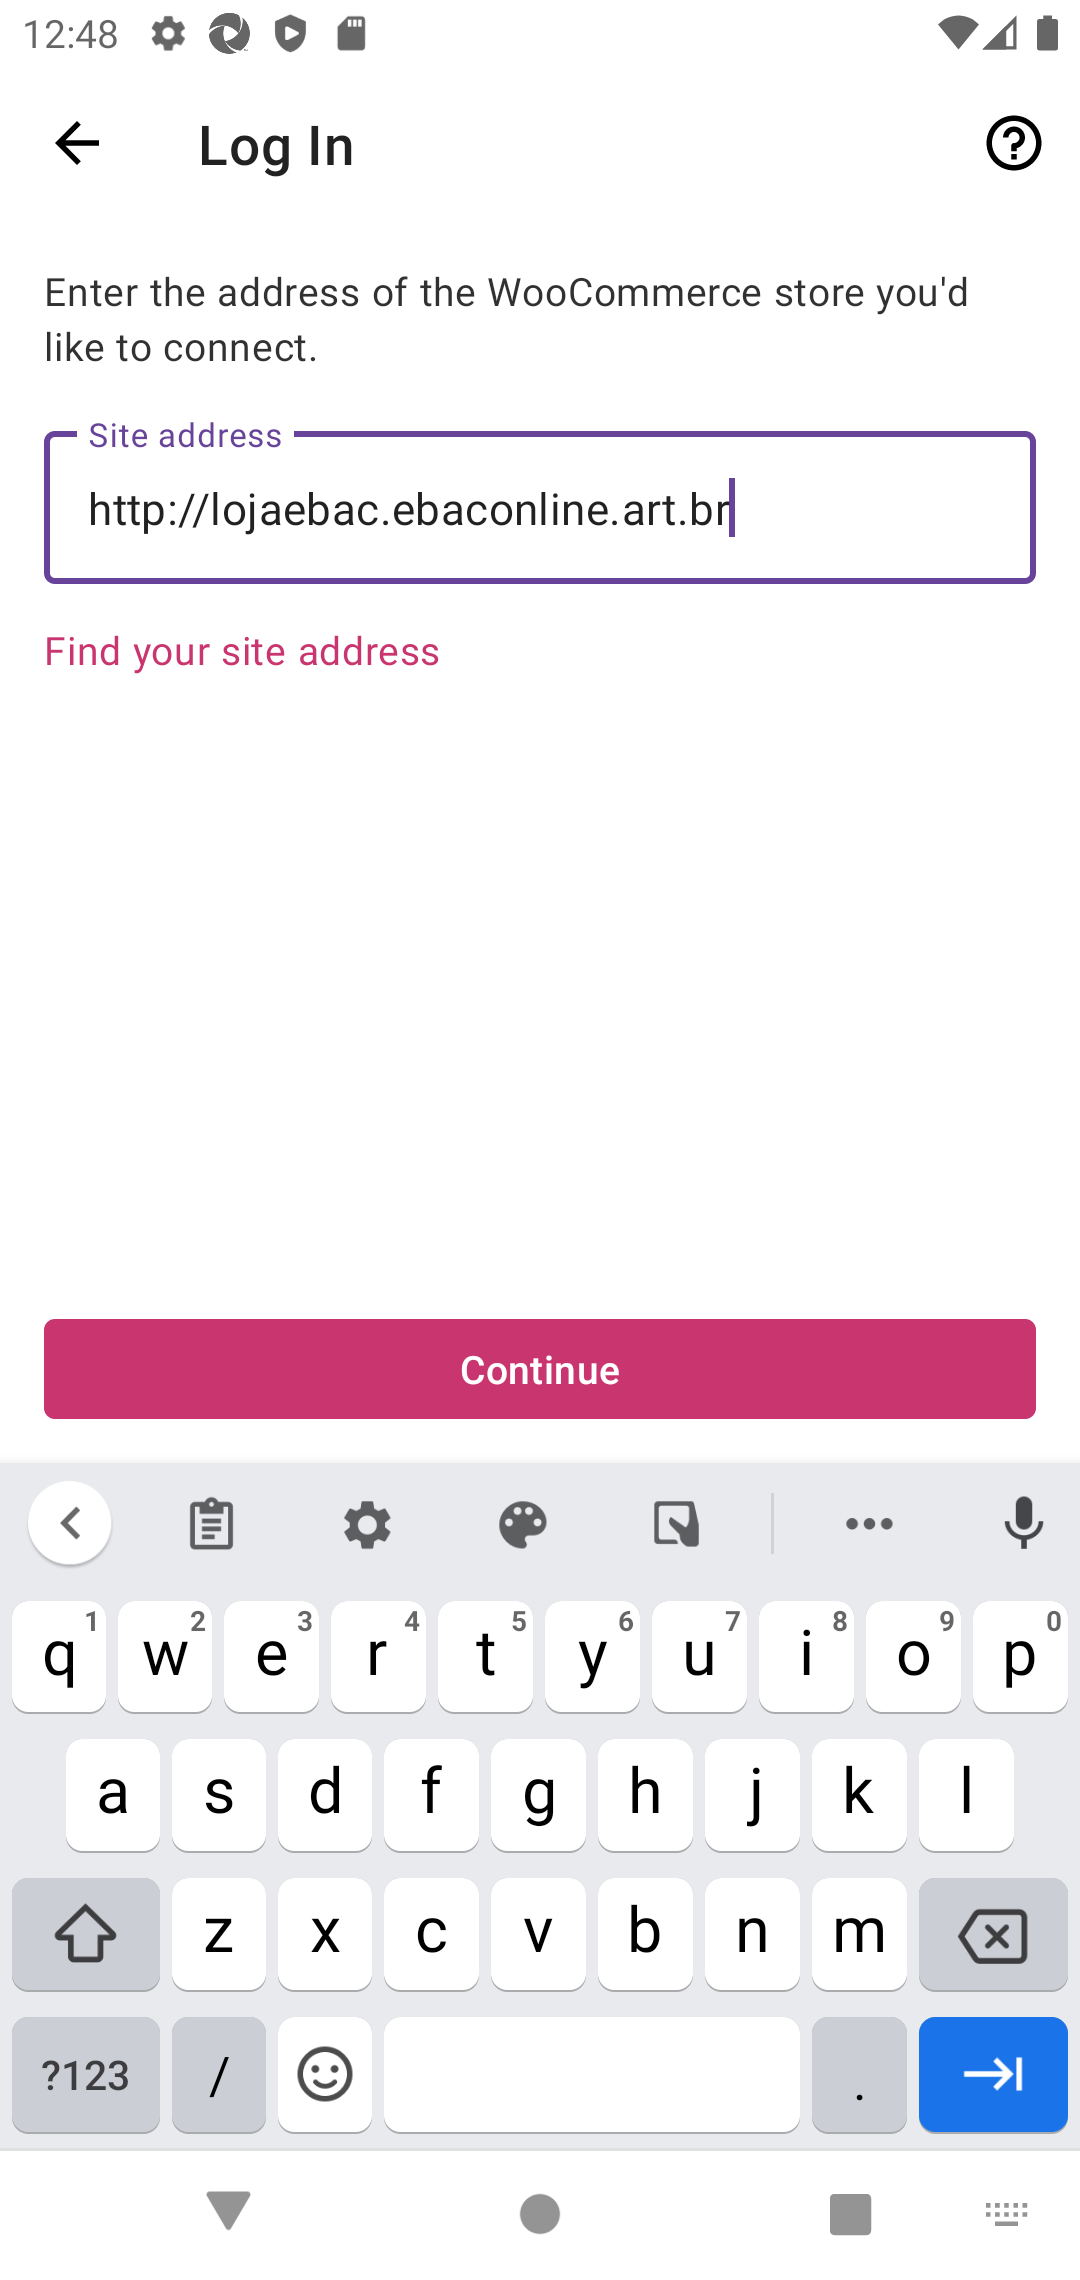 12:48
Log In
Enter the address of the WooCommerce store you'd
like to connect.
Site address
http://lojaebac.ebaconline.art.br
Find your site address
Continue
1 2 3 4 5 6 7 8 9 0
q w e r t y u i o p
a s d f g h j k l
z x c v b n m
?123 / .